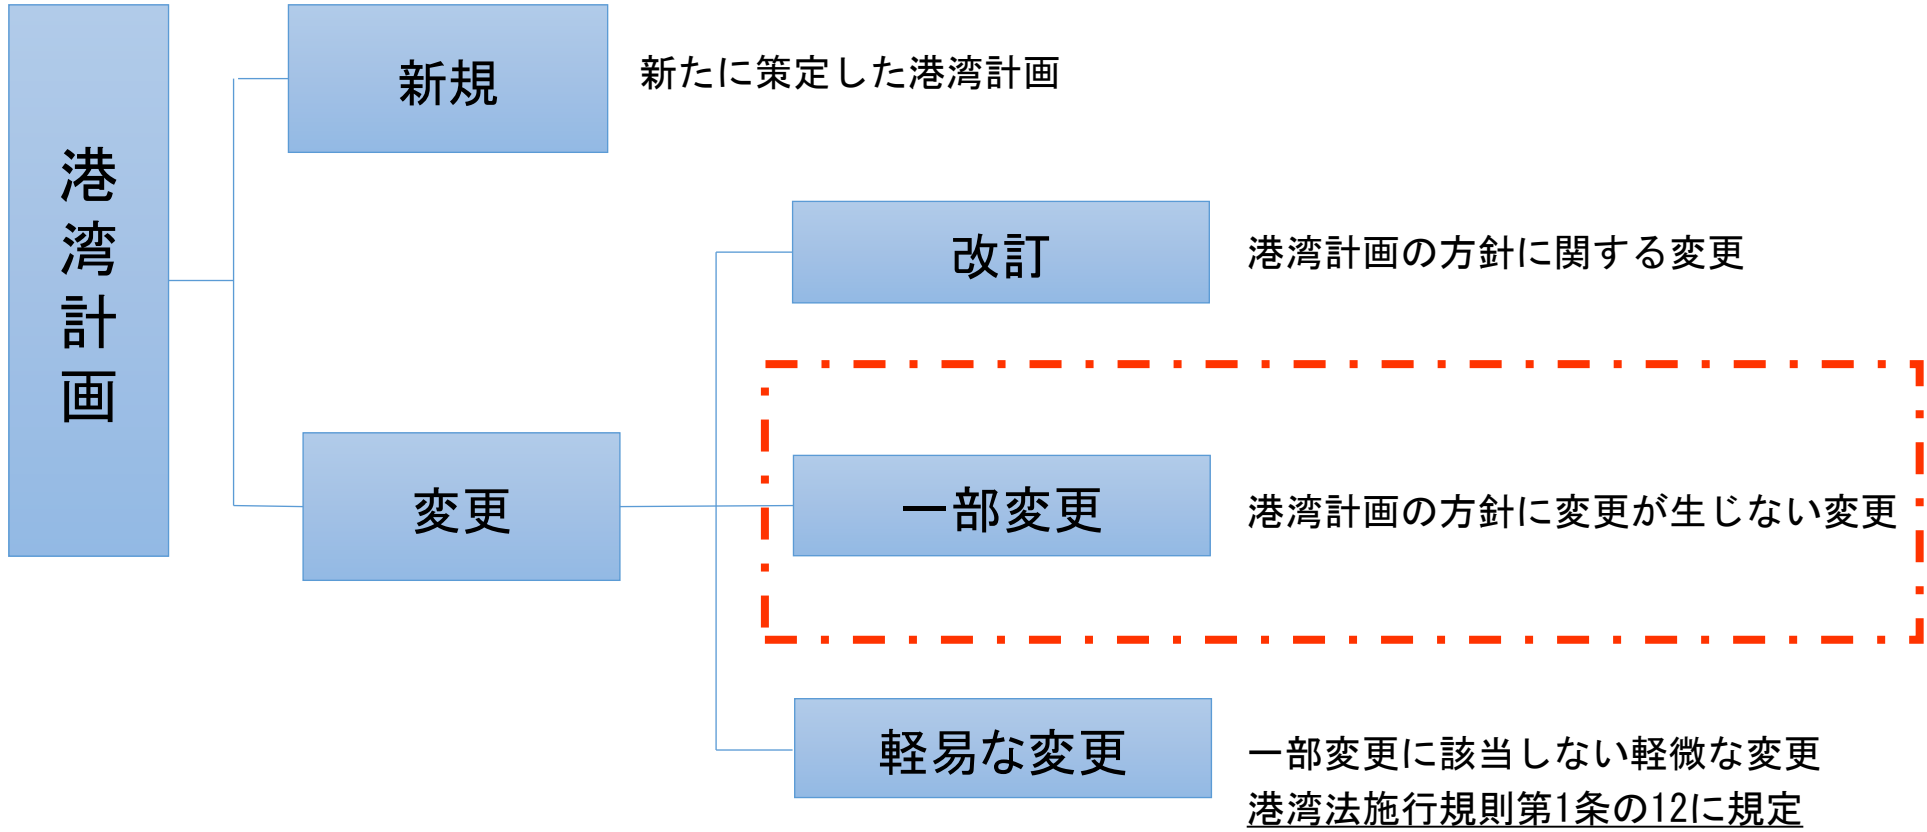 港湾計画
新規
新たに策定した港湾計画
改訂
港湾計画の方針に関する変更
変更
一部変更
港湾計画の方針に変更が生じない変更
軽易な変更
一部変更に該当しない軽微な変更
港湾法施行規則第1条の12に規定